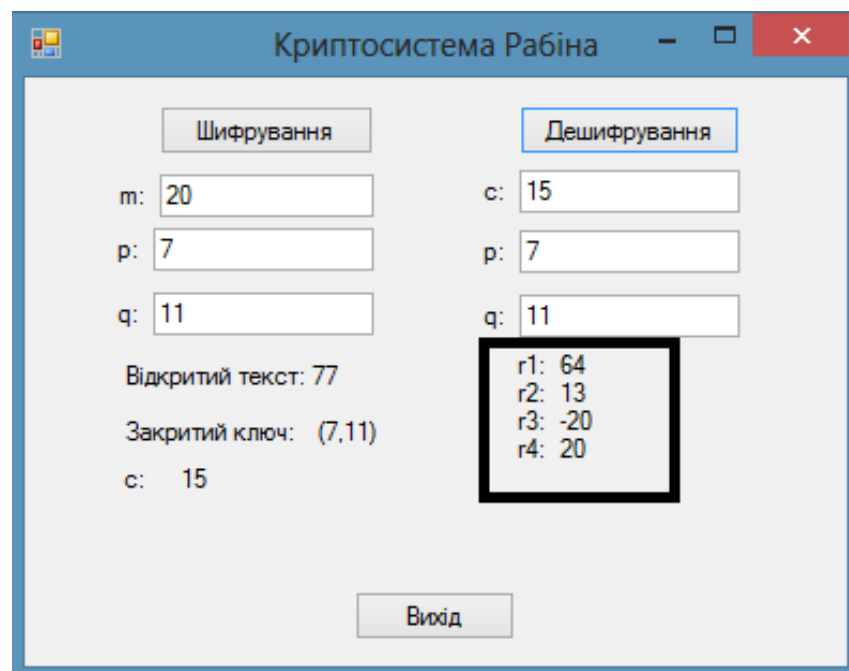 Криптосистема Рабіна
Шифрування
Дешифрування
m: 20
c: 15
p: 7
p: 7
q: 11
q: 11
Відкритий текст: 77
Закритий ключ: (7,11)
c: 15
r1: 64
r2: 13
r3: -20
r4: 20
Вихід